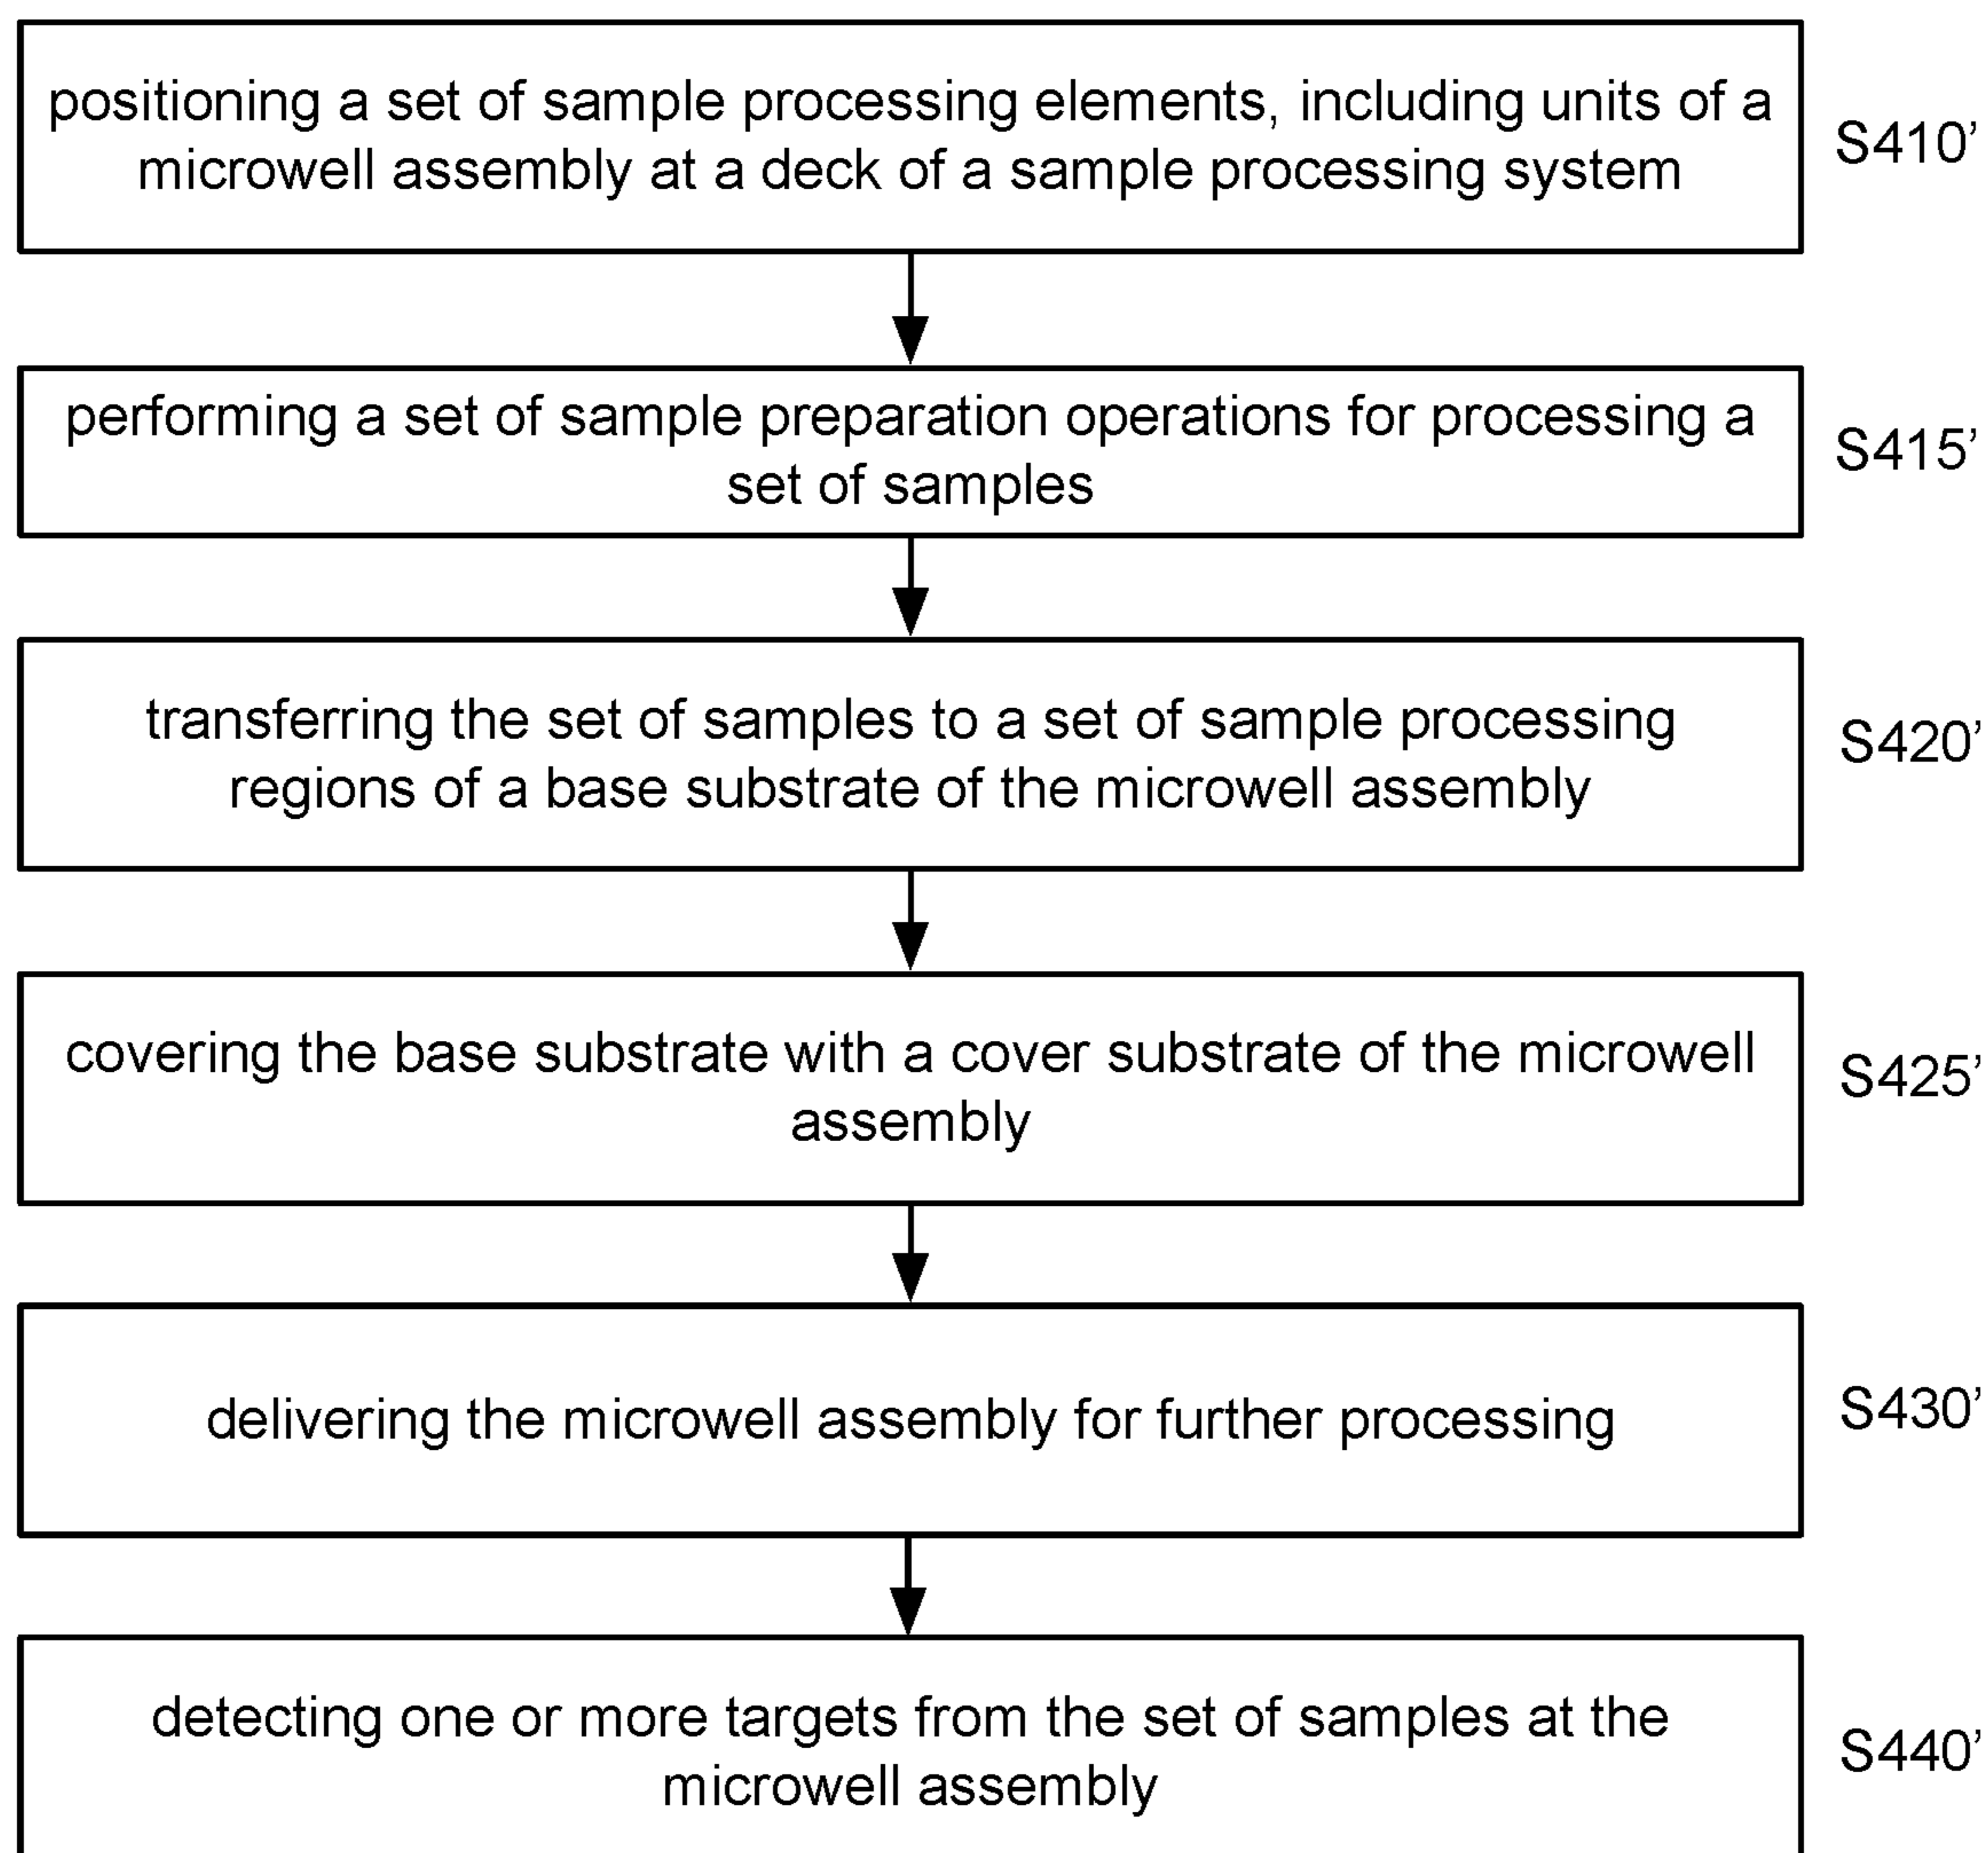 positioning a set of sample processing elements, including units of a
microwell assembly at a deck of a sample processing system
S410’
performing a set of sample preparation operations for processing a
set of samples
S415’
transferring the set of samples to a set of sample processing
regions of a base substrate of the microwell assembly
S420’
covering the base substrate with a cover substrate of the microwell
assembly
S425’
delivering the microwell assembly for further processing
S430’
detecting one or more targets from the set of samples at the
microwell assembly
S440’